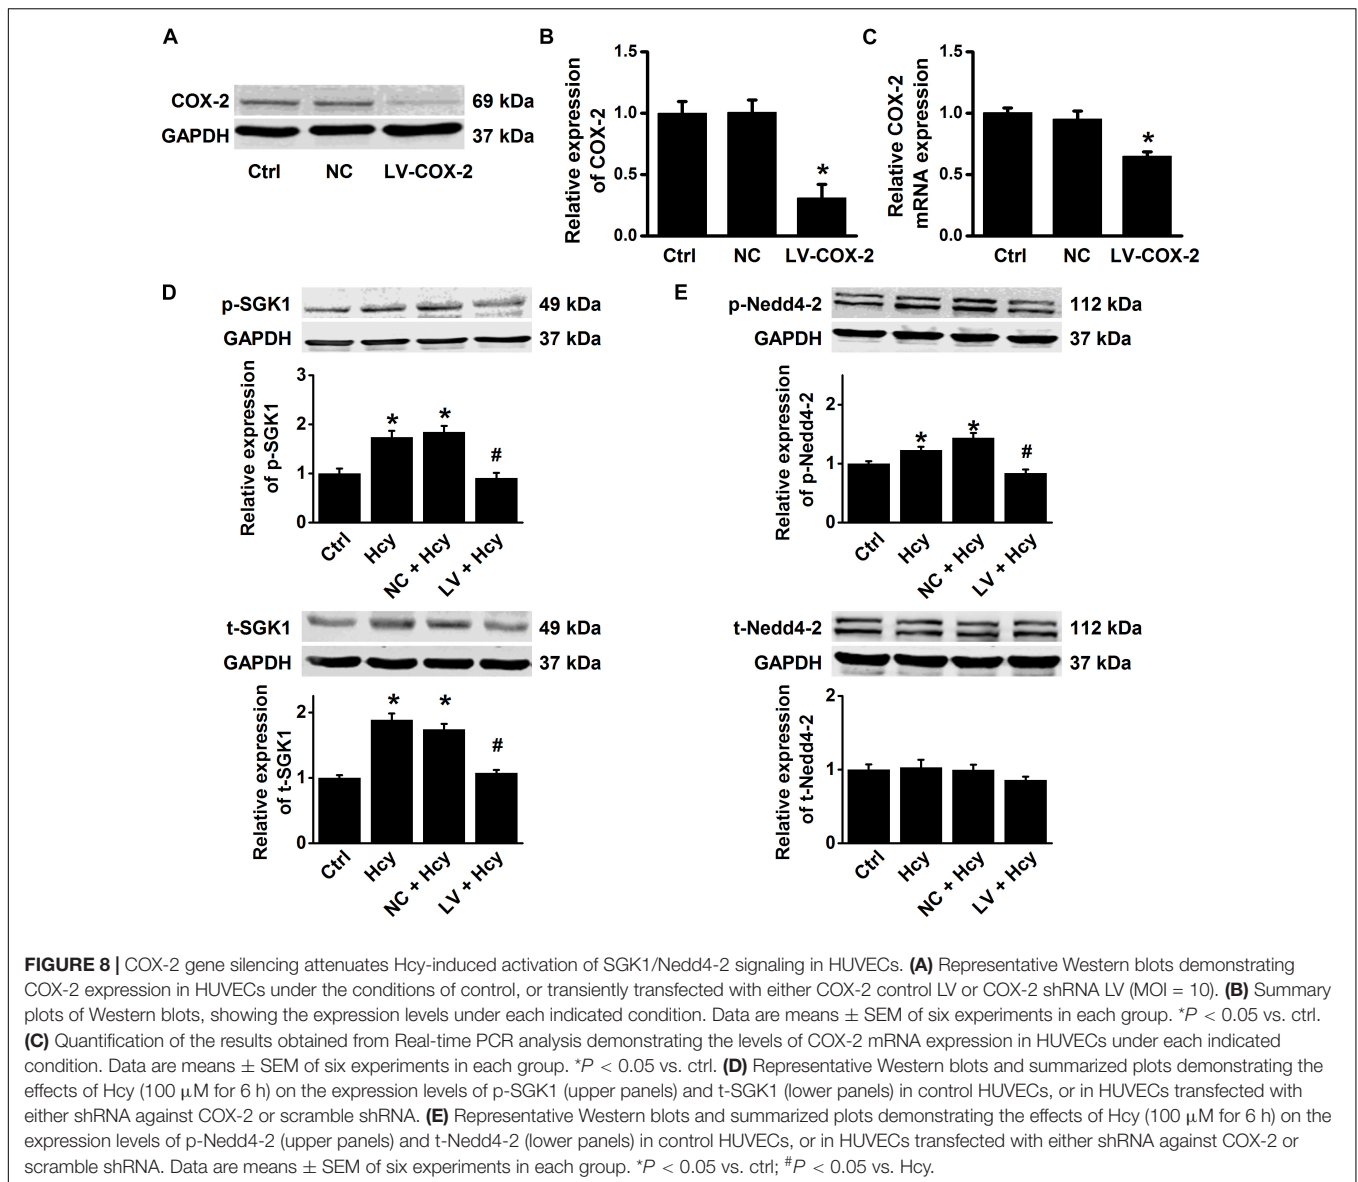 A
COX-2
69 kDa
GAPDH
37 kDa
Ctrl NC LV-COX-2
B
Relative expression
of COX-2
1.5
1.0
0.5
0.0
*
Ctrl NC LV-COX-2
C
Relative COX-2
mRNA expression
1.5
1.0
0.5
0.0
*
Ctrl NC LV-COX-2
D
p-SGK1
49 kDa
GAPDH
37 kDa
Relative expression
of p-SGK1
3
2
1
0
* * #
Ctrl Hcy NC + Hcy LV + Hcy
t-SGK1
49 kDa
GAPDH
37 kDa
Relative expression
of t-SGK1
2
1
0
* * #
Ctrl Hcy NC + Hcy LV + Hcy
E
p-Nedd4-2
112 kDa
GAPDH
37 kDa
Relative expression
of p-Nedd4-2
2
1
0
* * #
Ctrl Hcy NC + Hcy LV + Hcy
t-Nedd4-2
112 kDa
GAPDH
37 kDa
Relative expression
of t-Nedd4-2
2
1
0
Ctrl Hcy NC + Hcy LV + Hcy
FIGURE 8 | COX-2 gene silencing attenuates Hcy-induced activation of SGK1/Nedd4-2 signaling in HUVECs. (A) Representative Western blots demonstrating
COX-2 expression in HUVECs under the conditions of control, or transiently transfected with either COX-2 control LV or COX-2 shRNA LV (MOI = 10). (B) Summary
plots of Western blots, showing the expression levels under each indicated condition. Data are means ± SEM of six experiments in each group. *P < 0.05 vs. ctrl.
(C) Quantification of the results obtained from Real-time PCR analysis demonstrating the levels of COX-2 mRNA expression in HUVECs under each indicated
condition. Data are means ± SEM of six experiments in each group. *P < 0.05 vs. ctrl. (D) Representative Western blots and summarized plots demonstrating the
effects of Hcy (100 μM for 6 h) on the expression levels of p-SGK1 (upper panels) and t-SGK1 (lower panels) in control HUVECs, or in HUVECs transfected with
either shRNA against COX-2 or scramble shRNA. (E) Representative Western blots and summarized plots demonstrating the effects of Hcy (100 μM for 6 h) on the
expression levels of p-Nedd4-2 (upper panels) and t-Nedd4-2 (lower panels) in control HUVECs, or in HUVECs transfected with either shRNA against COX-2 or
scramble shRNA. Data are means ± SEM of six experiments in each group. *P < 0.05 vs. ctrl; #P < 0.05 vs. Hcy.